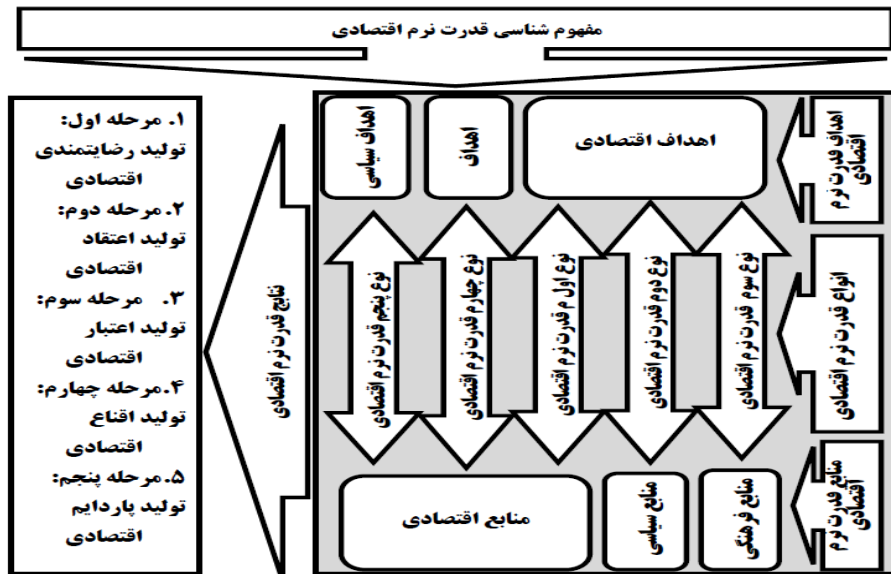 مفهوم شناسی قدرت نرم اقتصادی
اهداف قدرت نرم
اقتصادی
اهداف اقتصادی
اهداف
اهداف سیاسی
انواع قدرت نرم اقتصادی
نوع سوم قدرت نرم اقتصادی
نوع دوم قدرت نرم اقتصادی
نوع اول م قدرت نرم اقتصادی
نوع چهارم قدرت نرم اقتصادی
نوع پنجم قدرت نرم اقتصادی
منابع قدرت نرم
اقتصادی
منابع فرهنگی
منابع سیاسی
منابع اقتصادی
نتایج قدرت نرم اقتصادی
۱. مرحله اول:
تولید رضایتمندی
اقتصادی
۲. مرحله دوم:
تولید اعتقاد
اقتصادی
۳. مرحله سوم:
تولید اعتبار
اقتصادی
۴. مرحله چهارم:
تولید اقناع
اقتصادی
۵. مرحله پنجم:
تولید پاردایم
اقتصادی